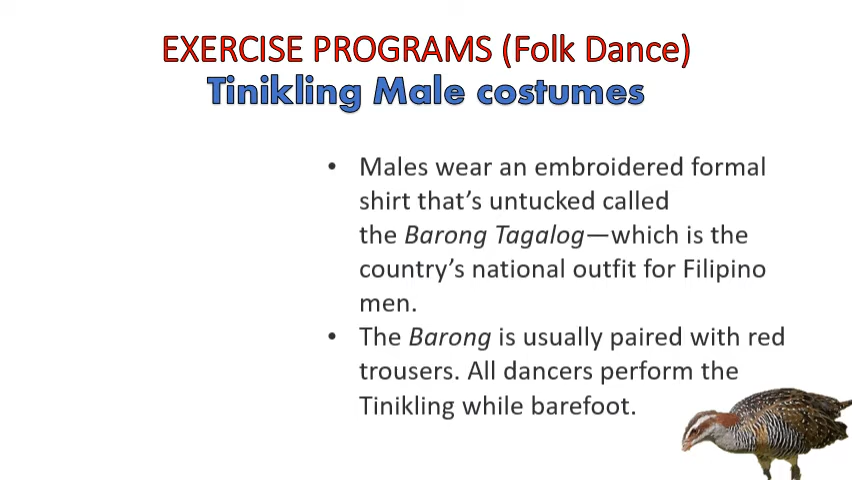 EXERCISE PROGRAMS (Folk Dance)
Tinikling Male costumes
• Males wear an embroidered formal
shirt that’s untucked called
the Barong Tagalog—which is the
country’s national outfit for Filipino
men.
• The Barong is usually paired with red
trousers. All dancers perform the
Tinikling while barefoot.